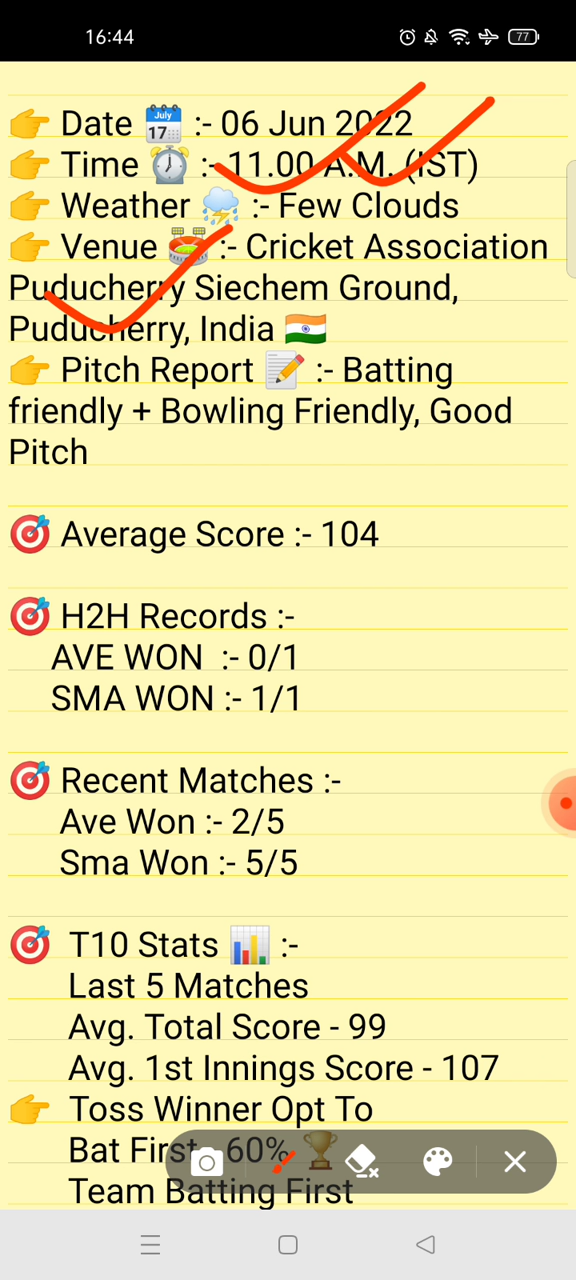 16:44
77
👉 Date 📅 :- 06 Jun 2022
👉 Time ⏰ :- 11.00 A.M. (IST)
👉 Weather ⛈️ :- Few Clouds
👉 Venue 🏟️ :- Cricket Association
Puducherry Siechem Ground,
Puducherry, India 🇮🇳
👉 Pitch Report 📝 :- Batting
friendly + Bowling Friendly, Good
Pitch
🎯 Average Score :- 104
🎯 H2H Records :-
AVE WON :- 0/1
SMA WON :- 1/1
🎯 Recent Matches :-
Ave Won :- 2/5
Sma Won :- 5/5
🎯 T10 Stats 📊 :-
Last 5 Matches
Avg. Total Score - 99
Avg. 1st Innings Score - 107
👉 Toss Winner Opt To
Bat First - 60% 🏆
Team Batting First